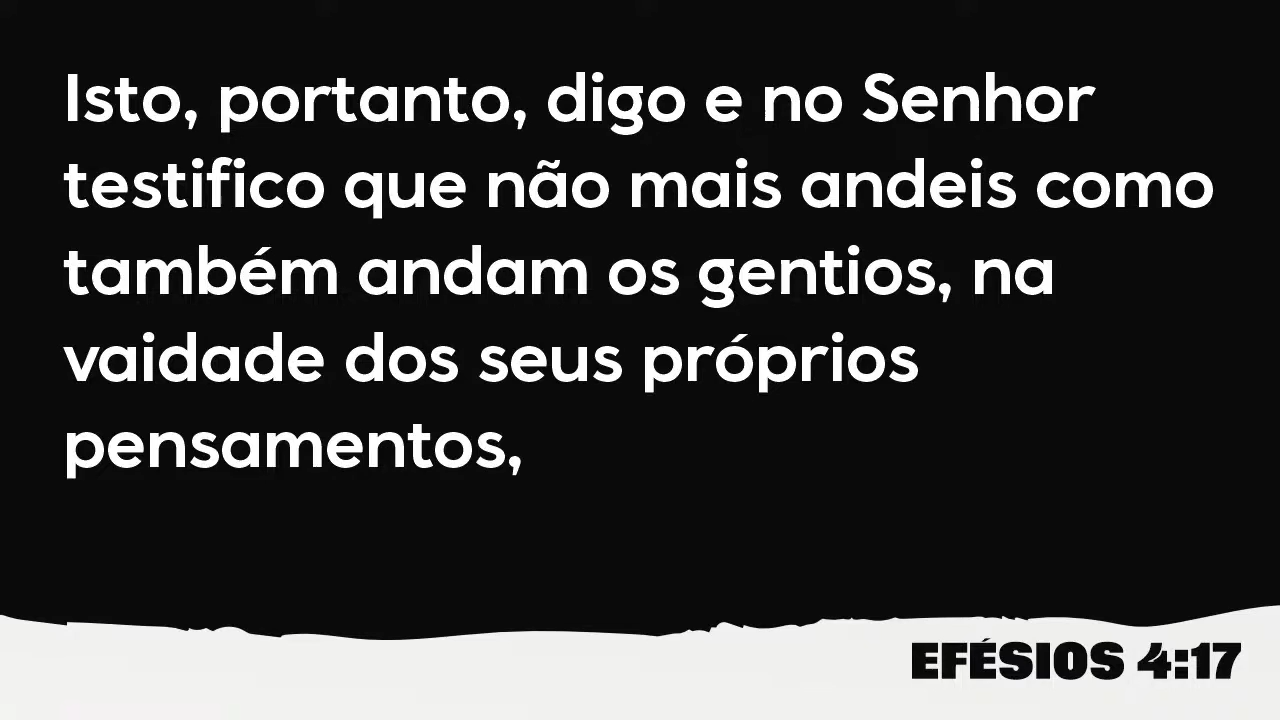 Isto, portanto, digo e no Senhor
testifico que não mais andeis como
também andam os gentios, na
vaidade dos seus próprios
pensamentos,
EFÉSIOS 4:17